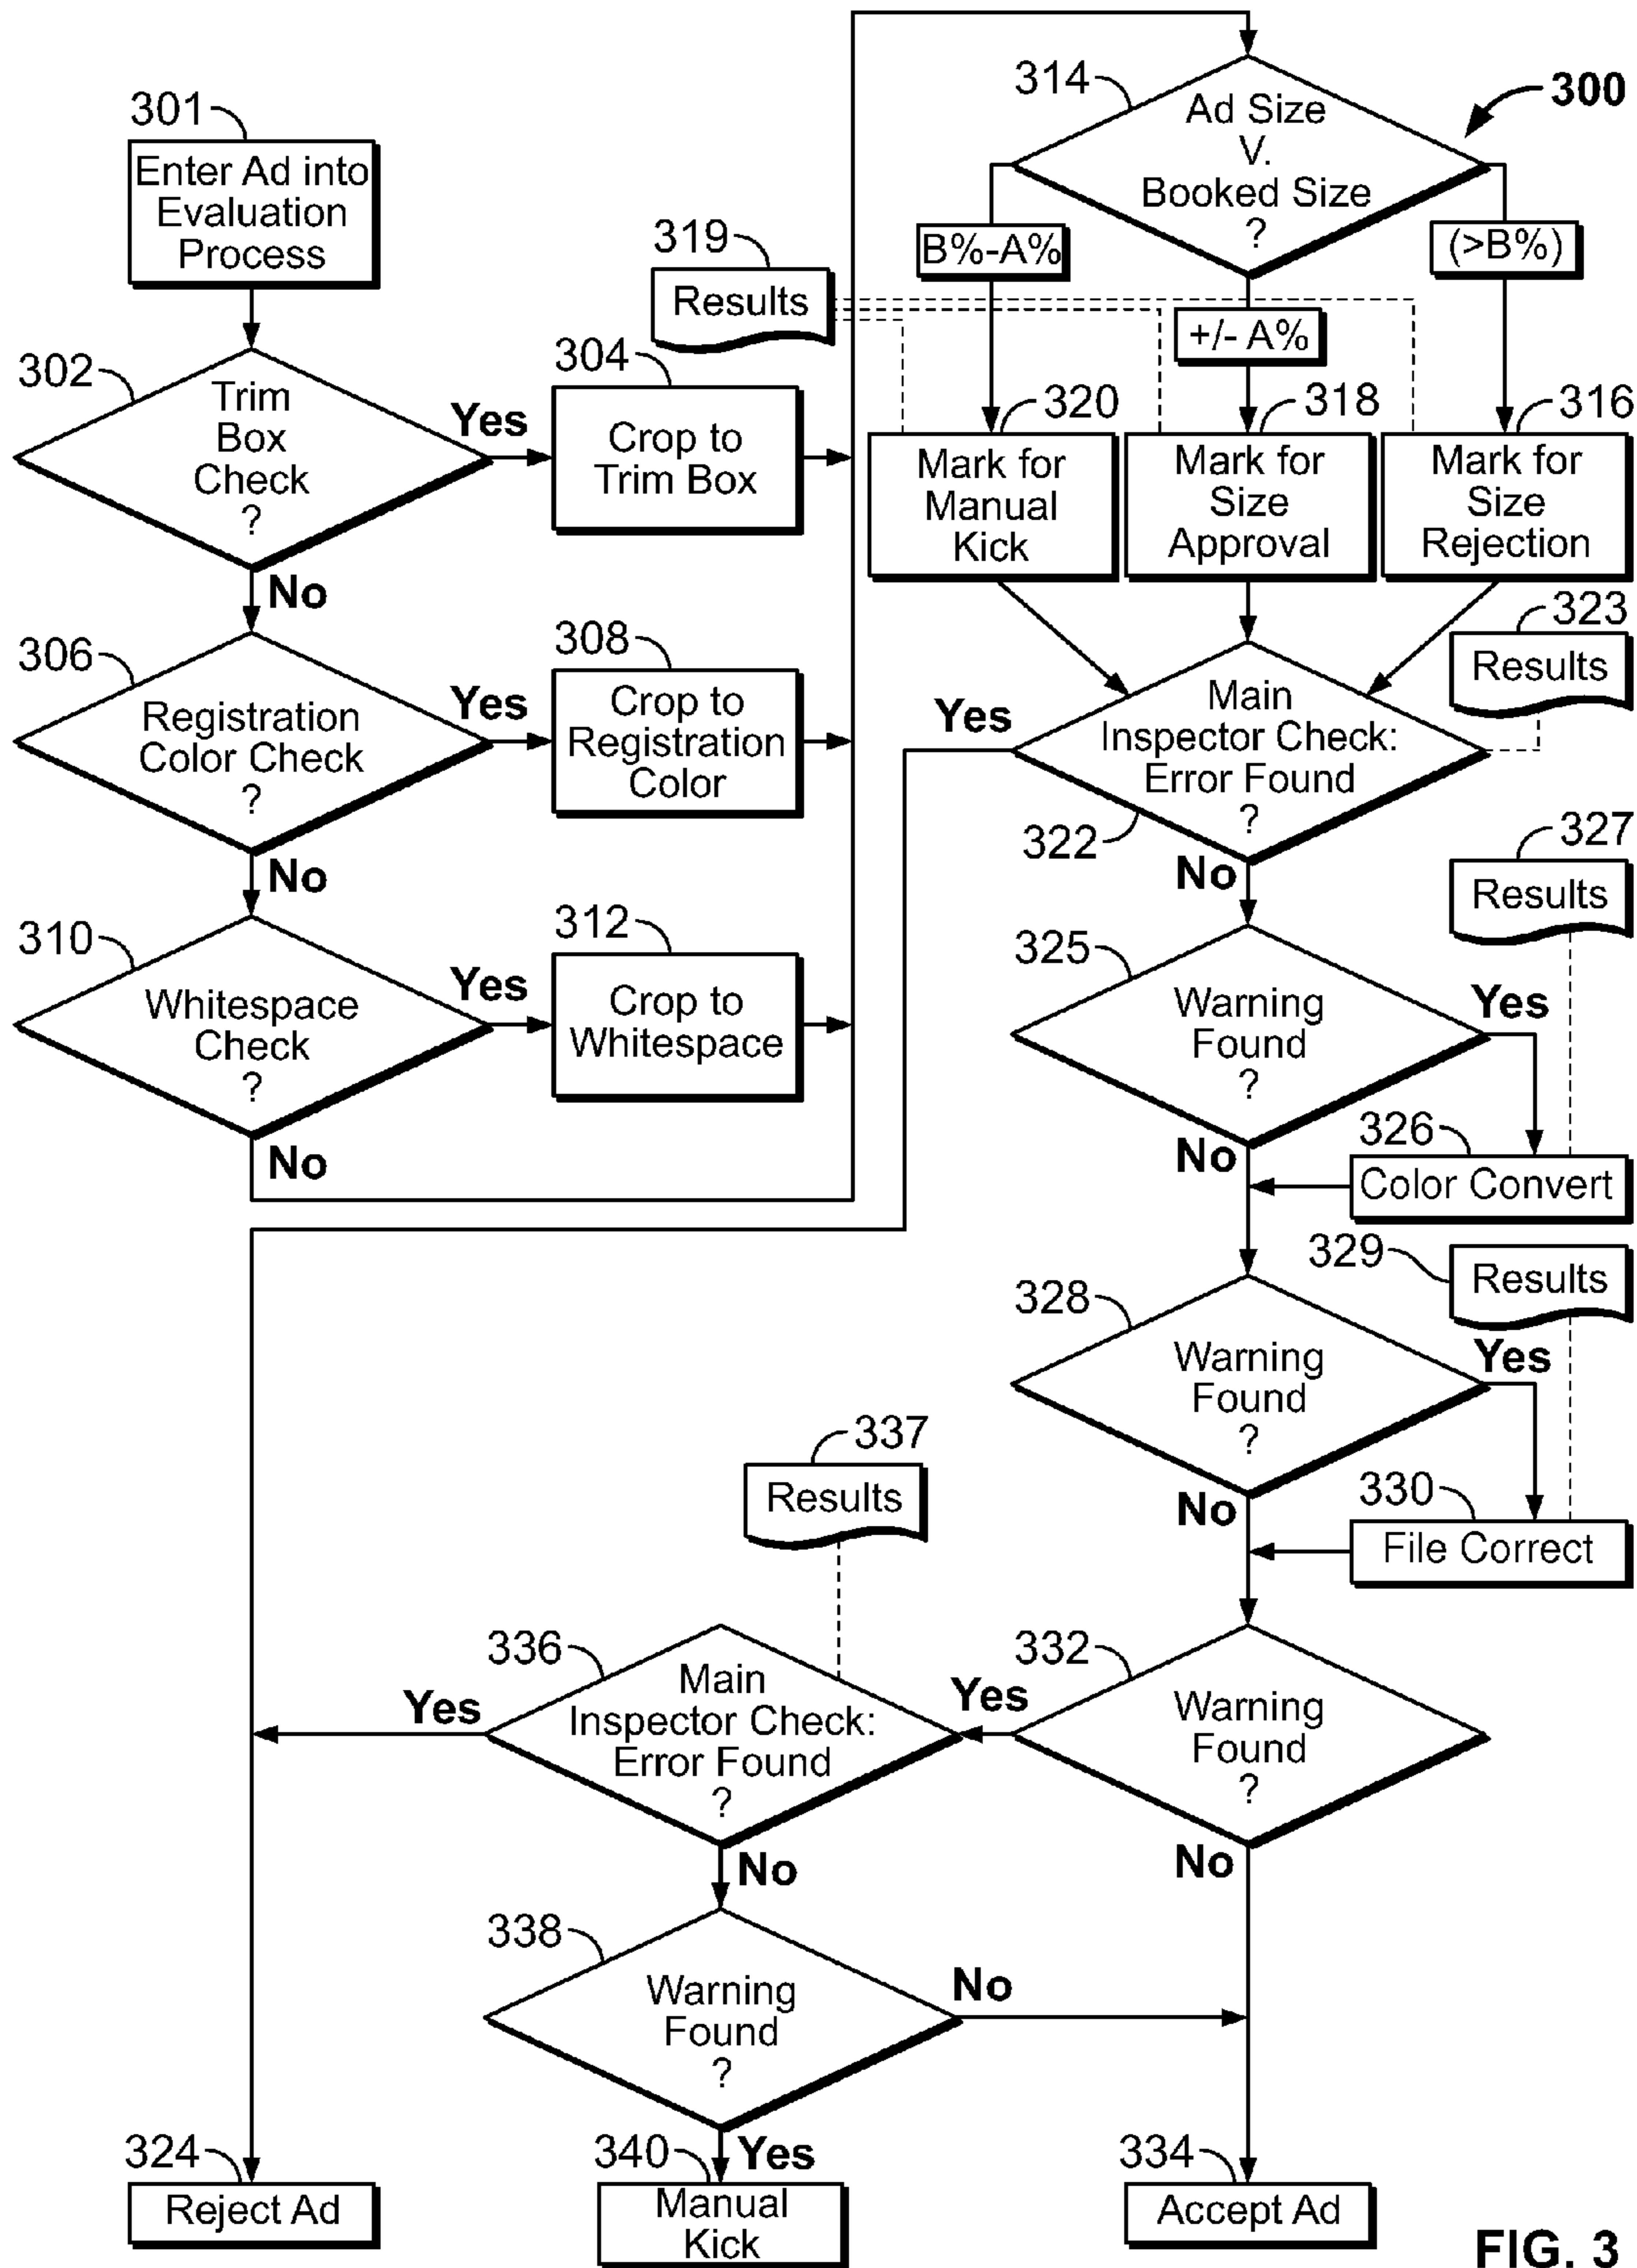 300
301
Enter Ad into
Evaluation
Process
302
Trim
Box
Check
?
Yes
No
304
Crop to
Trim Box
306
Registration
Color Check
?
Yes
No
308
Crop to
Registration
Color
310
Whitespace
Check
?
Yes
No
312
Crop to
Whitespace
314
Ad Size
V.
Booked Size
?
B%-A%
+/- A%
(>B%)
319
Results
320
Mark for
Manual
Kick
318
Mark for
Size
Approval
316
Mark for
Size
Rejection
323
Results
322
Main
Inspector Check:
Error Found
?
Yes
No
327
Results
325
Warning
Found
?
Yes
No
326
Color Convert
329
Results
328
Warning
Found
?
Yes
No
330
File Correct
337
Results
332
Warning
Found
?
Yes
No
336
Main
Inspector Check:
Error Found
?
Yes
No
338
Warning
Found
?
No
Yes
324
Reject Ad
340
Manual
Kick
334
Accept Ad
FIG. 3